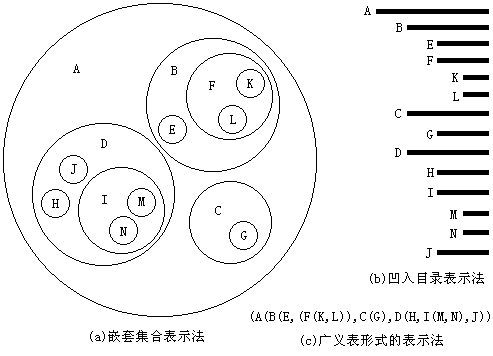 A
B
F
K
L
E
D
J
H
I
M
N
C
G
(a)嵌套集合表示法
A
B
E
F
K
L
C
G
D
H
I
M
N
J
(b)凹入目录表示法
(A(B(E,(F(K,L)),C(G),D(H,I(M,N),J))
(c)广义表形式的表示法